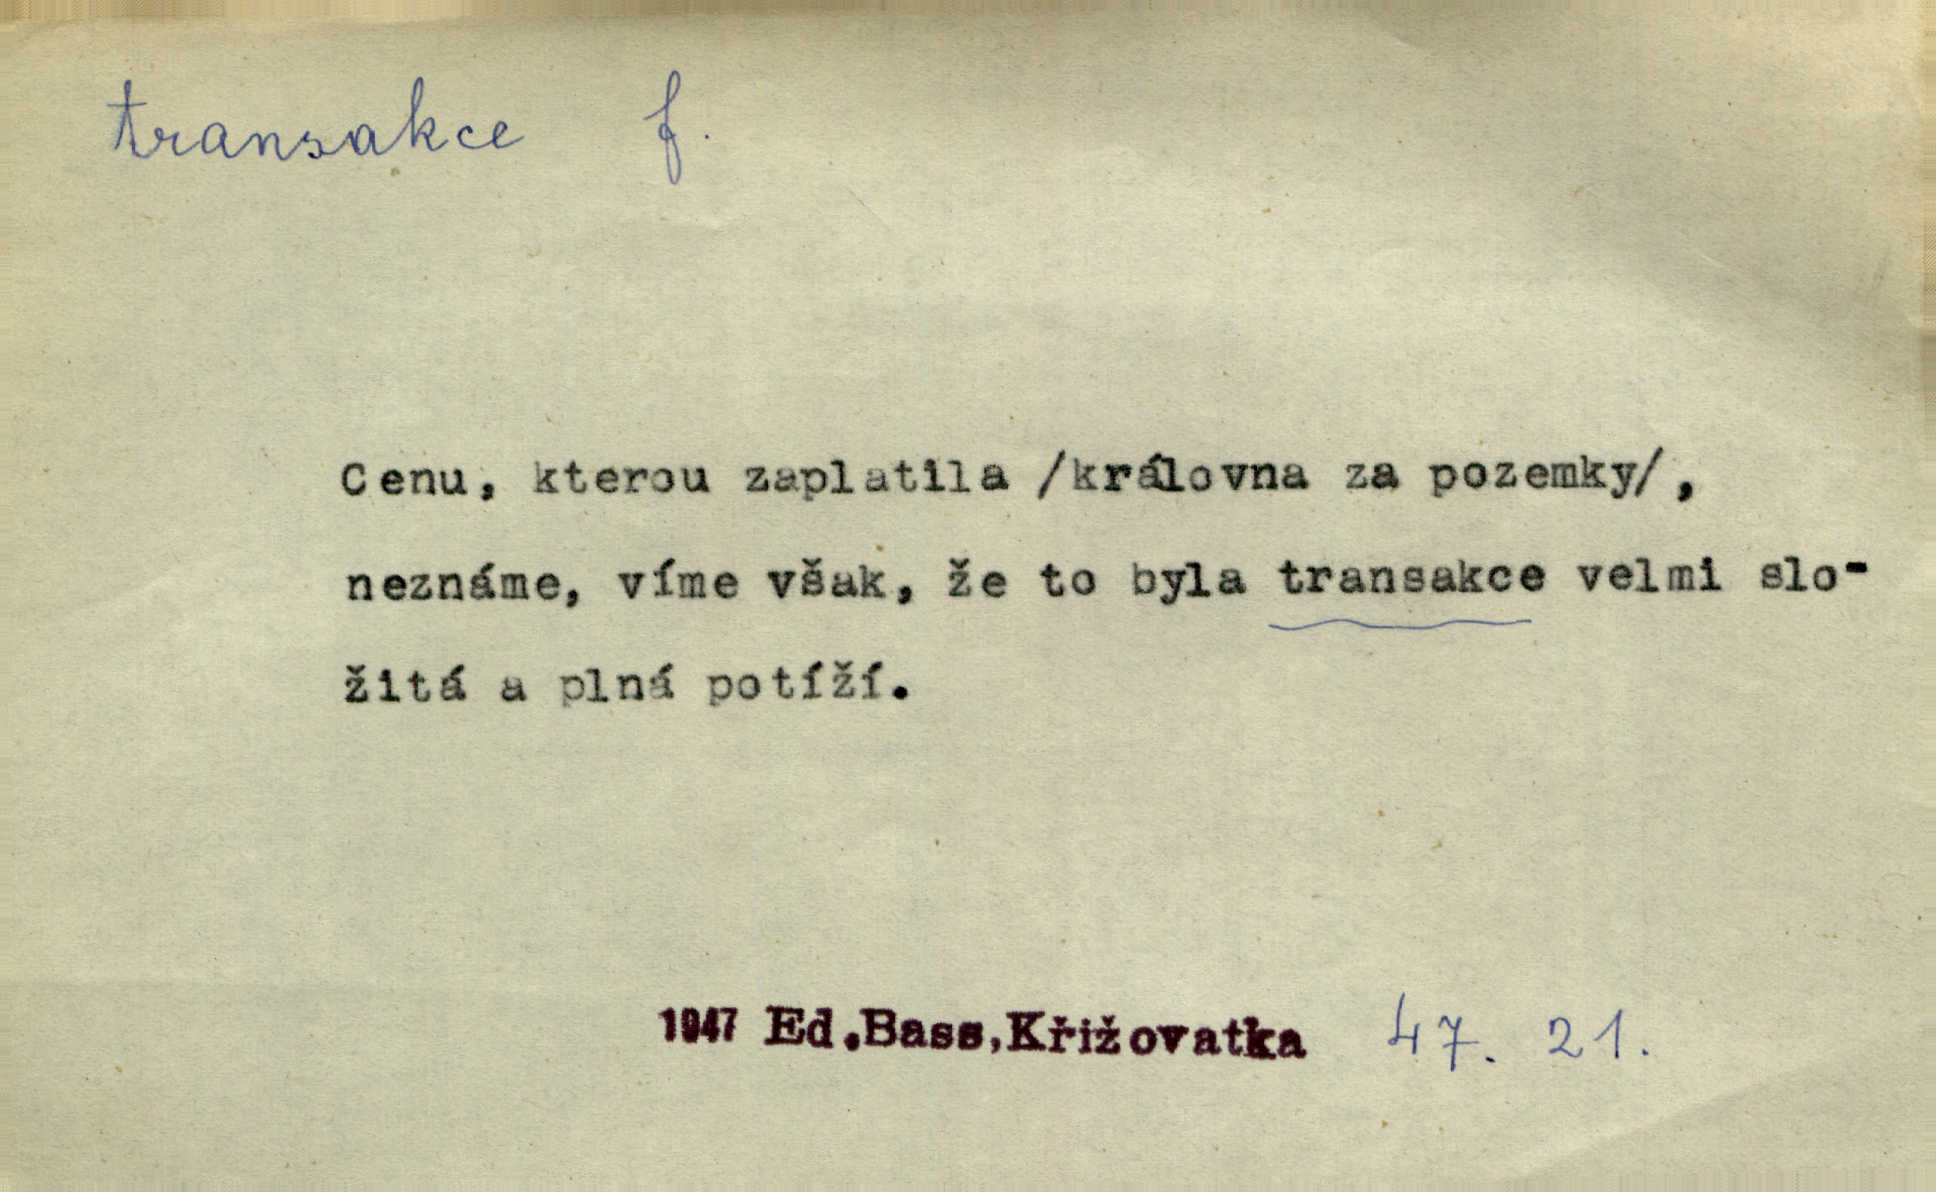 transakce f.
Cenu, kterou zaplatila /královna za pozemky/,
neznáme, víme však, že to byla transakce velmi slo-
žitá a plná potíží.
1947 Ed.Bass,Křižovatka 47. 21.